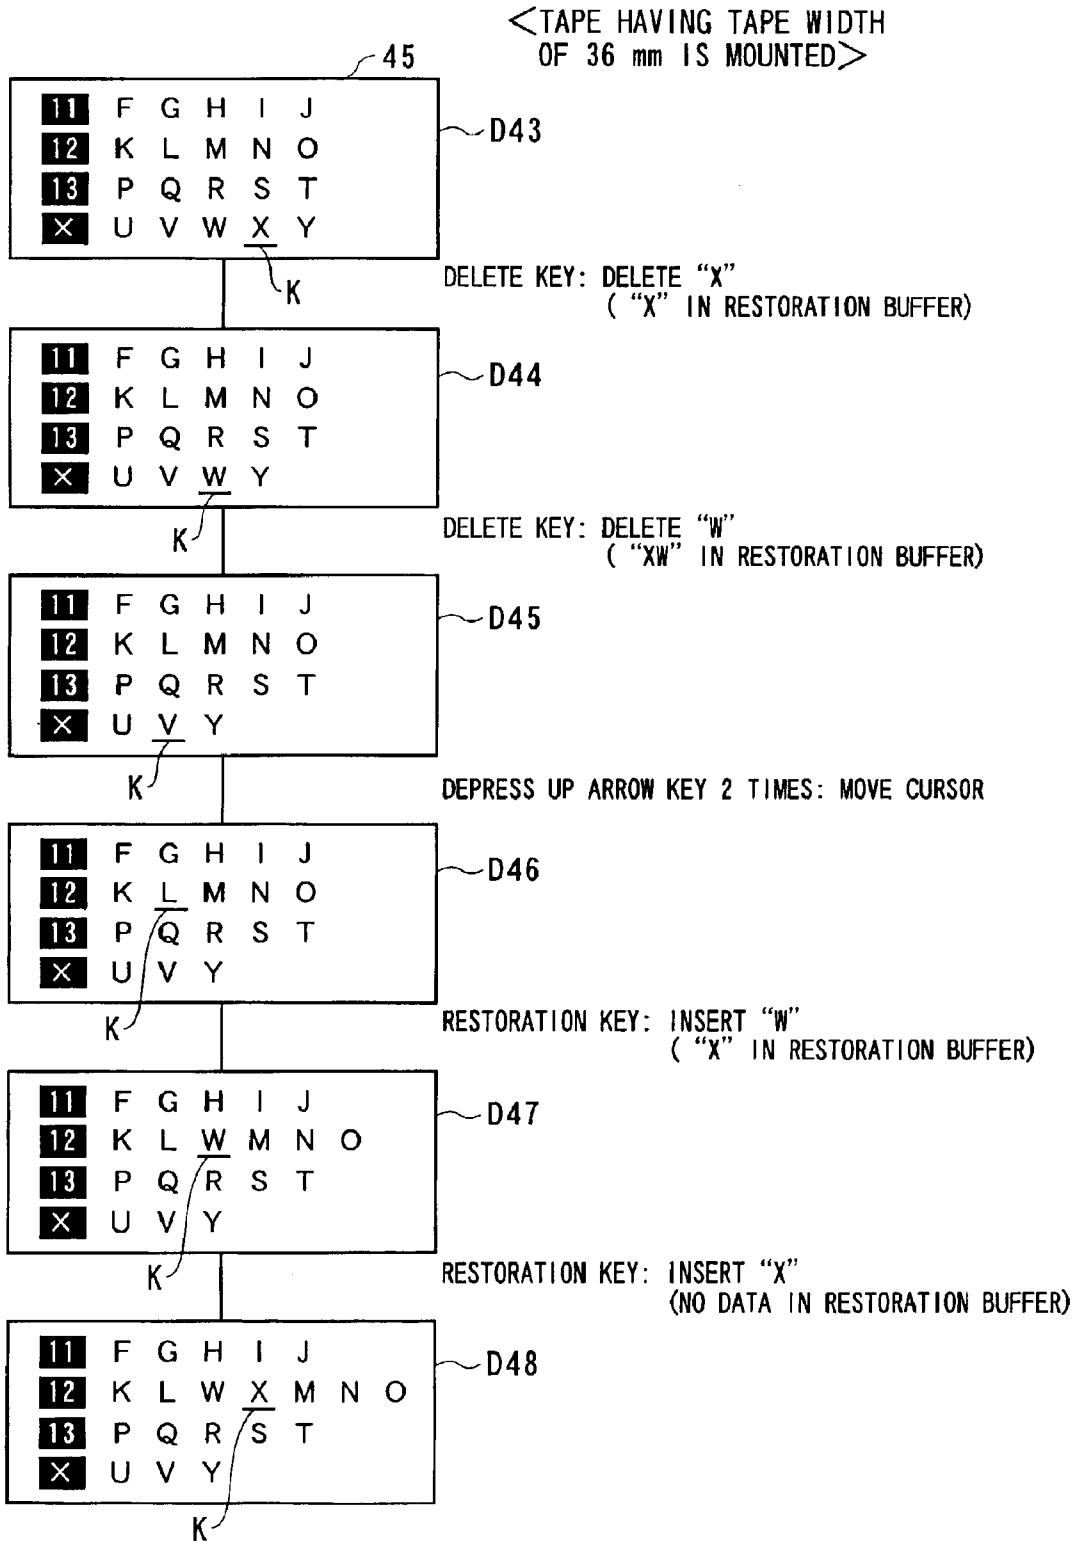 <TAPE HAVING TAPE WIDTH
OF 36 mm IS MOUNTED>
45
11 F G H I J
12 K L M N O
13 P Q R S T
X U V W X Y
D43
K
DELETE KEY: DELETE “X”
( “X” IN RESTORATION BUFFER)
11 F G H I J
12 K L M N O
13 P Q R S T
X U V W Y
D44
K
DELETE KEY: DELETE “W”
( “XW” IN RESTORATION BUFFER)
11 F G H I J
12 K L M N O
13 P Q R S T
X U V Y
D45
K
DEPRESS UP ARROW KEY 2 TIMES: MOVE CURSOR
11 F G H I J
12 K L M N O
13 P Q R S T
X U V Y
D46
K
RESTORATION KEY: INSERT “W”
( “X” IN RESTORATION BUFFER)
11 F G H I J
12 K L W M N O
13 P Q R S T
X U V Y
D47
K
RESTORATION KEY: INSERT “X”
(NO DATA IN RESTORATION BUFFER)
11 F G H I J
12 K L W X M N O
13 P Q R S T
X U V Y
D48
K